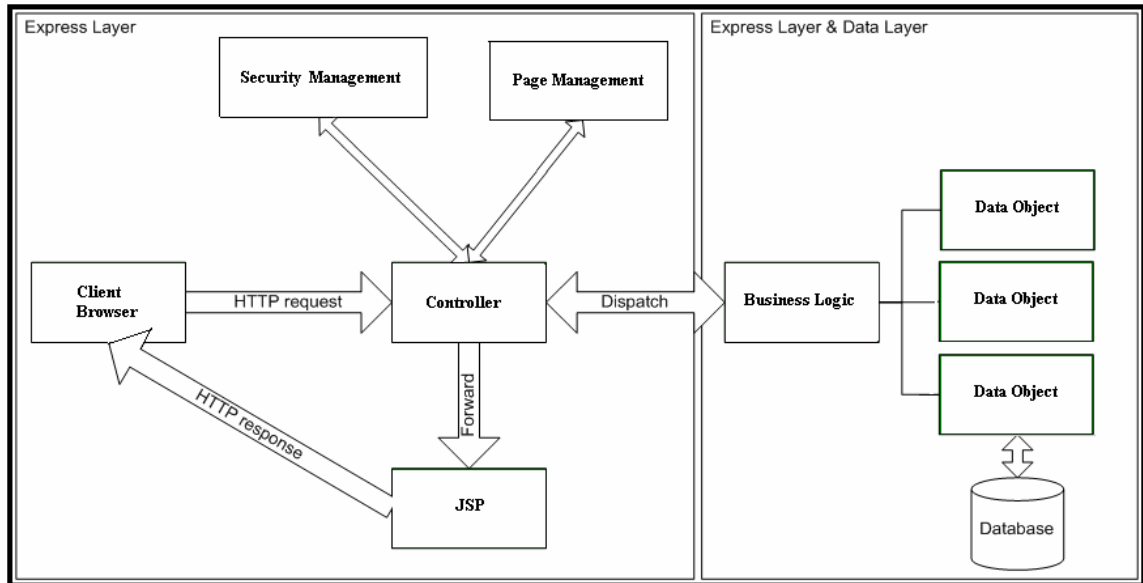 Express Layer
Express Layer & Data Layer
Security Management
Page Management
Data Object
Client
Browser
HTTP request
Controller
Dispatch
Business Logic
Data Object
HTTP response
Forward
Data Object
JSP
Database